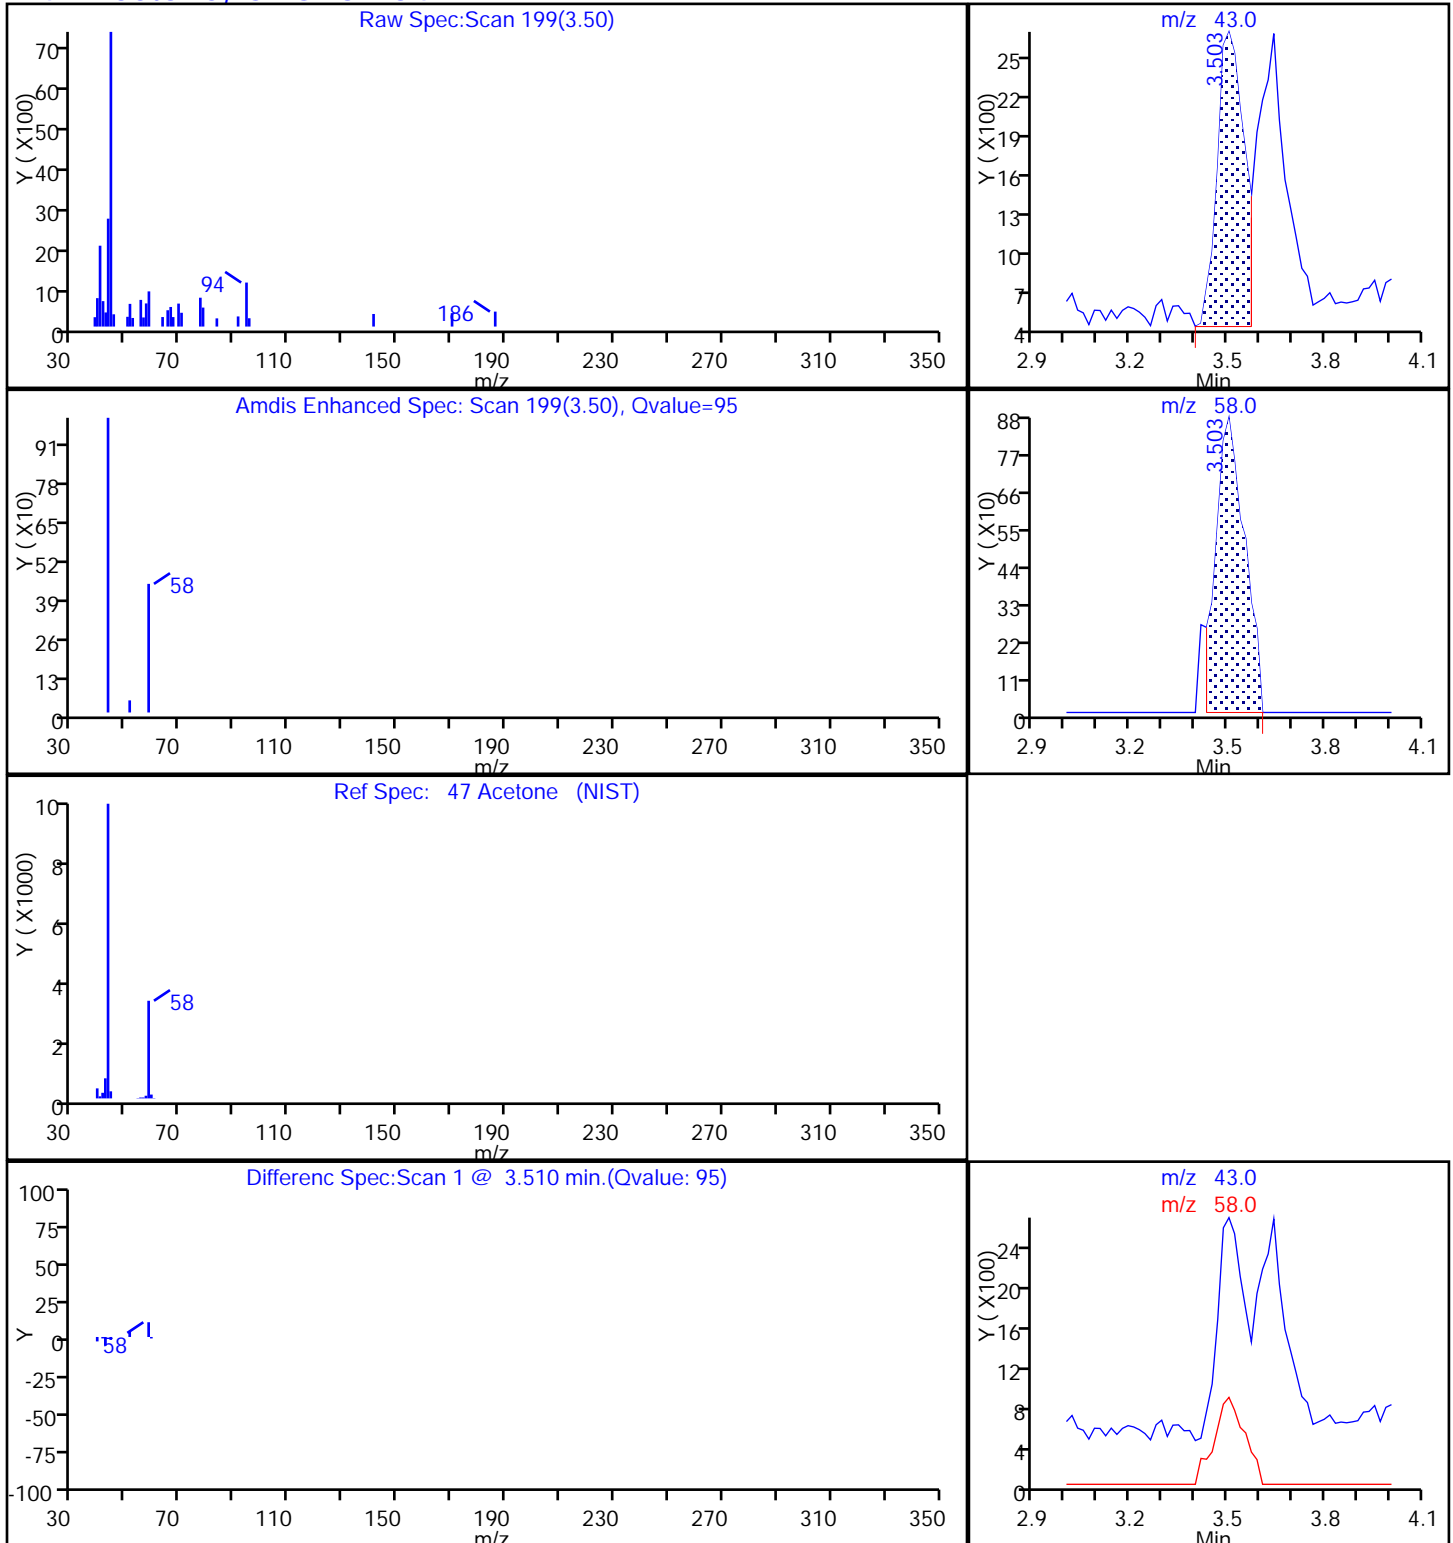 Raw Spec:Scan 199(3.50)
70
60
50
40
30
20
10
0
Y ( X100)
94
186
30 70 110 150 190 230 270 310 350
m/z
m/z 43.0
3.503
25
22
19
16
13
10
7
4
Y ( X100)
2.9 3.2 3.5 3.8 4.1
Min
Amdis Enhanced Spec: Scan 199(3.50), Qvalue=95
91
78
65
52
39
26
13
0
Y ( X10)
58
30 70 110 150 190 230 270 310 350
m/z
m/z 58.0
3.503
88
77
66
55
44
33
22
11
0
Y ( X10)
2.9 3.2 3.5 3.8 4.1
Min
Ref Spec: 47 Acetone (NIST)
10
8
6
4
2
0
Y ( X1000)
58
30 70 110 150 190 230 270 310 350
m/z
Differenc Spec:Scan 1 @ 3.510 min.(Qvalue: 95)
100
75
50
25
0
-25
-50
-75
-100
Y
58
30 70 110 150 190 230 270 310 350
m/z
m/z 43.0
m/z 58.0
24
20
16
12
8
4
0
Y ( X100)
2.9 3.2 3.5 3.8 4.1
Min